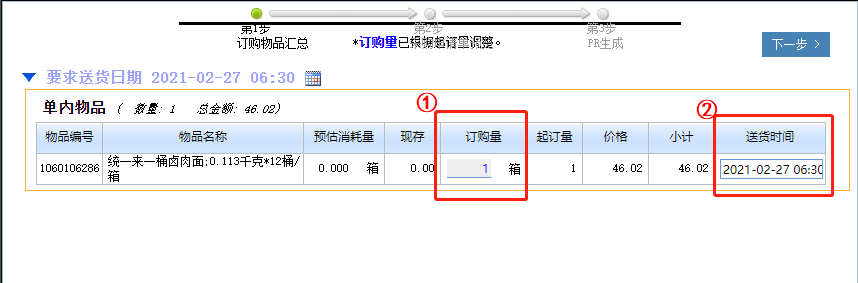 第1步
第2步
第3步
订购物品汇总
*订购量已根据起订量调整。
PR生成
下一步 >
要求送货日期 2021-02-27 06:30
单内物品 ( 数量: 1 总金额: 46.02)
① ②
物品编号 物品名称 预估消耗量 现存 订购量 起订量 价格 小计 送货时间
1060106286 统一来一桶卤肉面;0.113千克*12桶/ 0.000 箱 0.00 1 箱 1 46.02 46.02 2021-02-27 06:30
箱